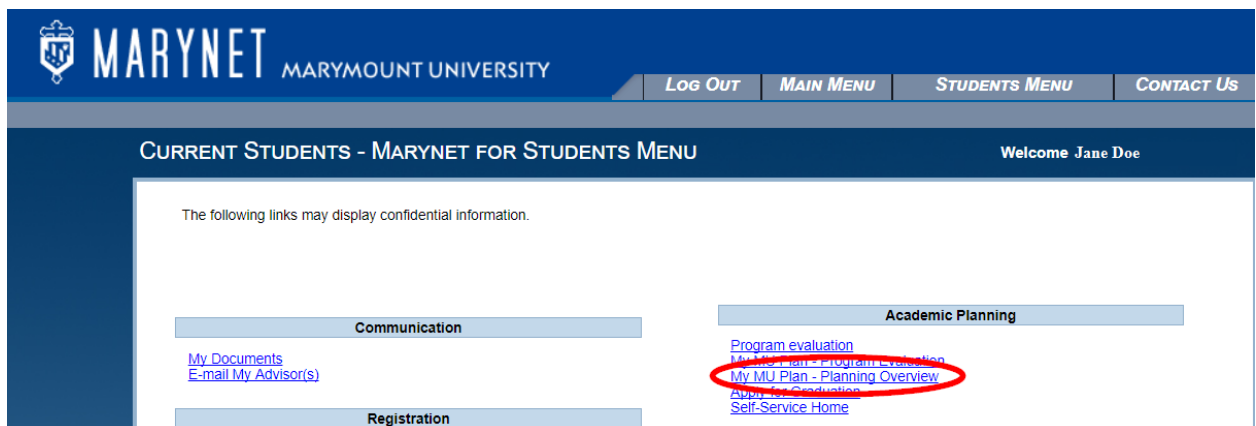 MARYNET MARYMOUNT UNIVERSITY
LOG OUT MAIN MENU STUDENTS MENU CONTACT US
CURRENT STUDENTS - MARYNET FOR STUDENTS MENU
Welcome Jane Doe
The following links may display confidential information.
Communication
My Documents
E-mail My Advisor(s)
Registration
Academic Planning
Program evaluation
My MU Plan - Program Evaluation
My MU Plan - Planning Overview
Apply for Graduation
Self-Service Home